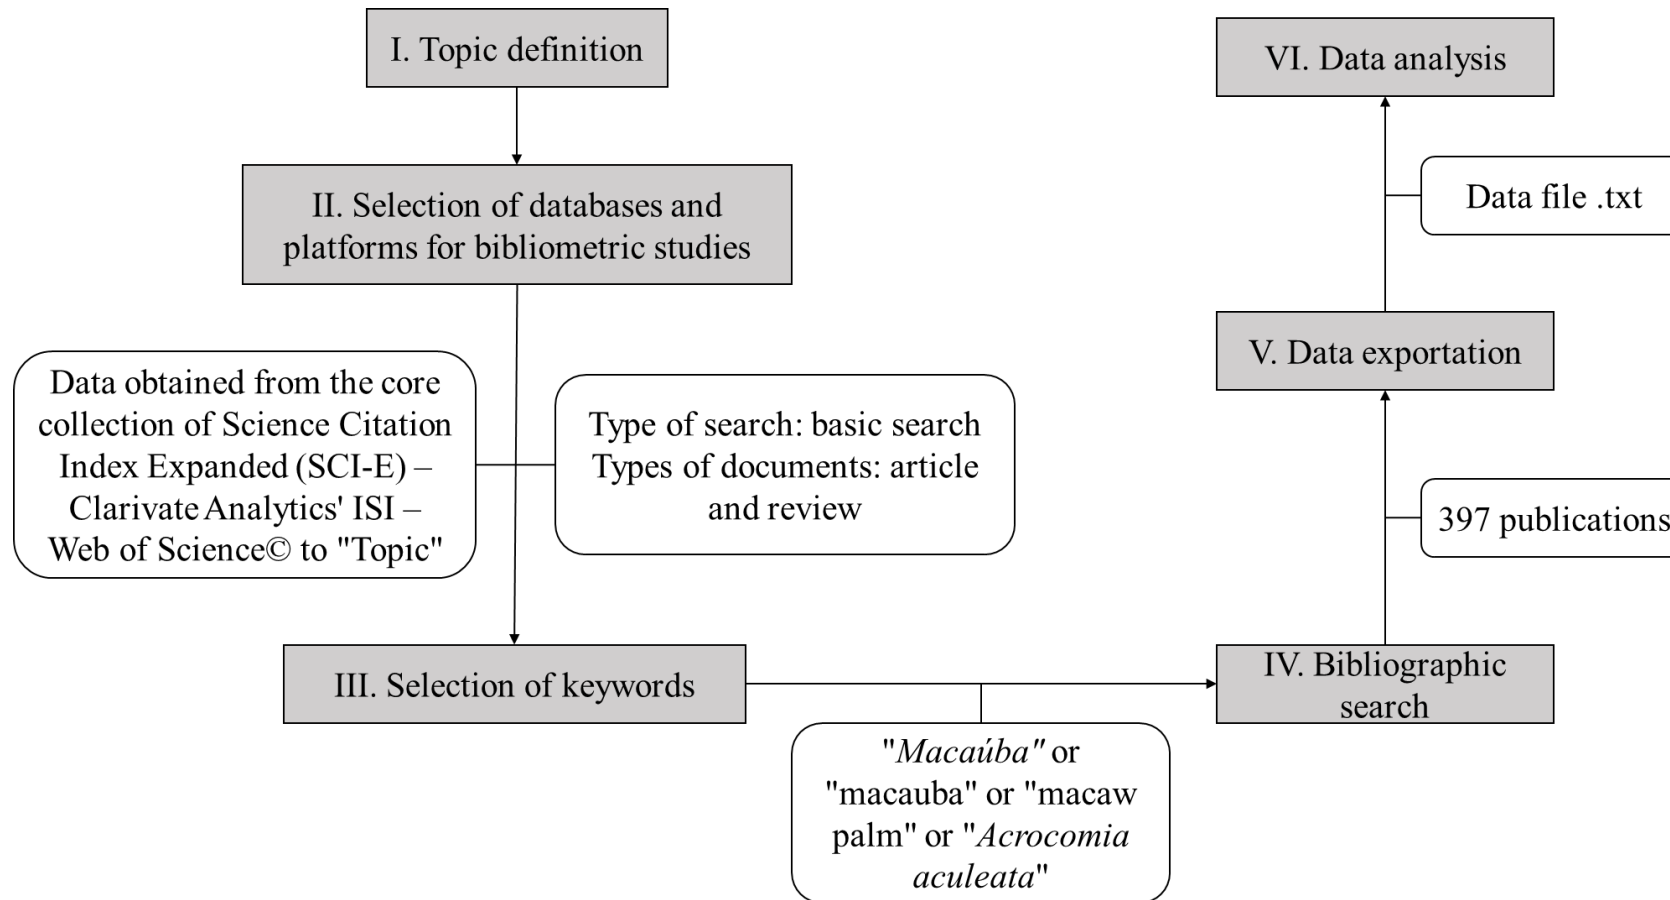 I. Topic definition
II. Selection of databases and
platforms for bibliometric studies
Data obtained from the core
collection of Science Citation
Index Expanded (SCI-E) –
Clarivate Analytics' ISI –
Web of Science© to "Topic"
Type of search: basic search
Types of documents: article
and review
III. Selection of keywords
"Macaúba" or
"macauba" or "macaw
palm" or "Acrocomia
aculeata"
IV. Bibliographic
search
397 publications
V. Data exportation
Data file .txt
VI. Data analysis